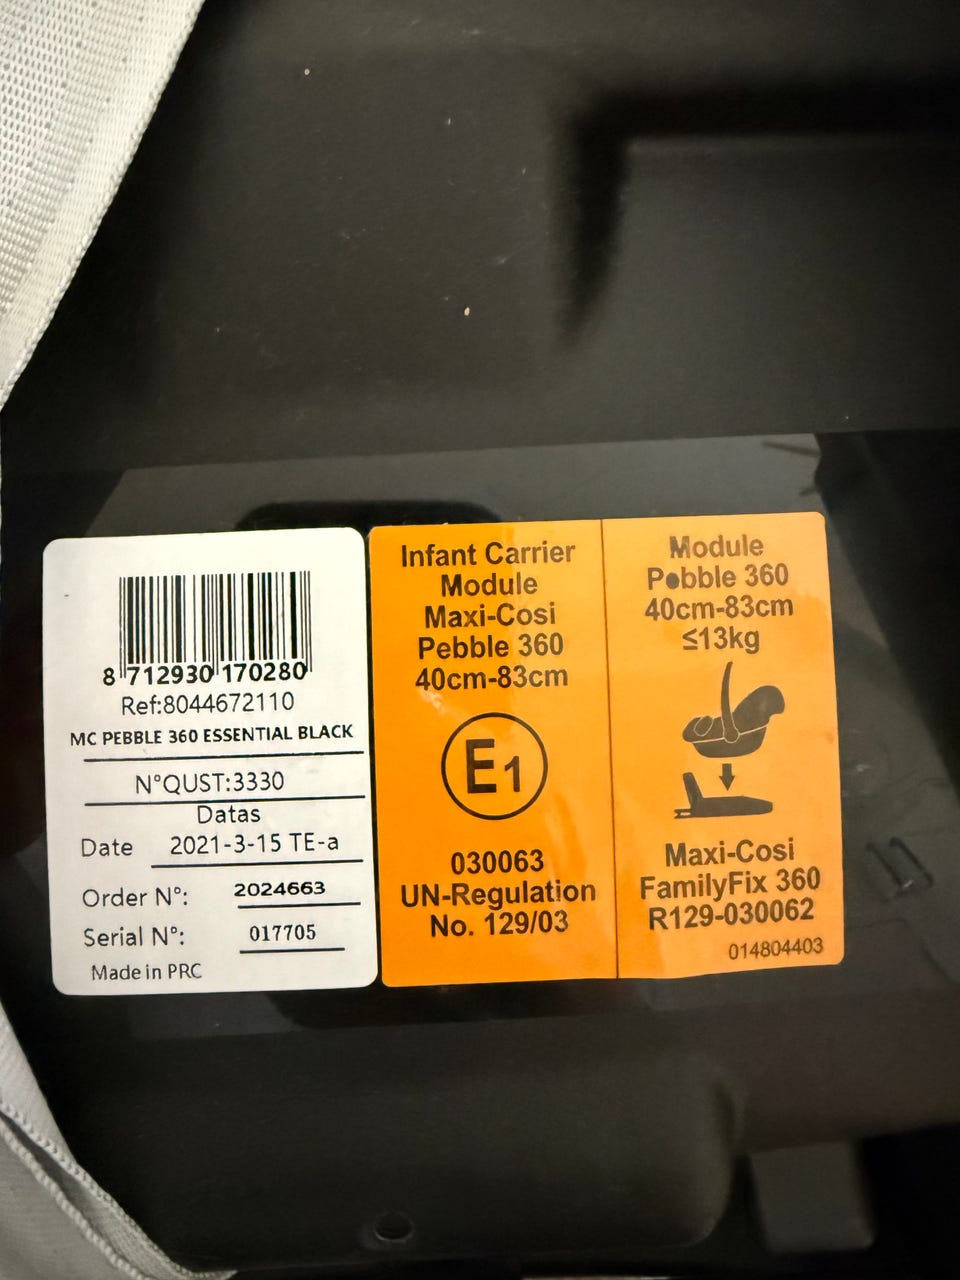 8 712930 170280
Ref:8044672110
MC PEBBLE 360 ESSENTIAL BLACK
N°QUST:3330
Datas
Date 2021-3-15 TE-a
Order N°: 2024663
Serial N°: 017705
Made in PRC
Infant Carrier
Module
Maxi-Cosi
Pebble 360
40cm-83cm
E1
030063
UN-Regulation
No. 129/03
Module
Pebble 360
40cm-83cm
≤13kg
Maxi-Cosi
FamilyFix 360
R129-030062
014804403